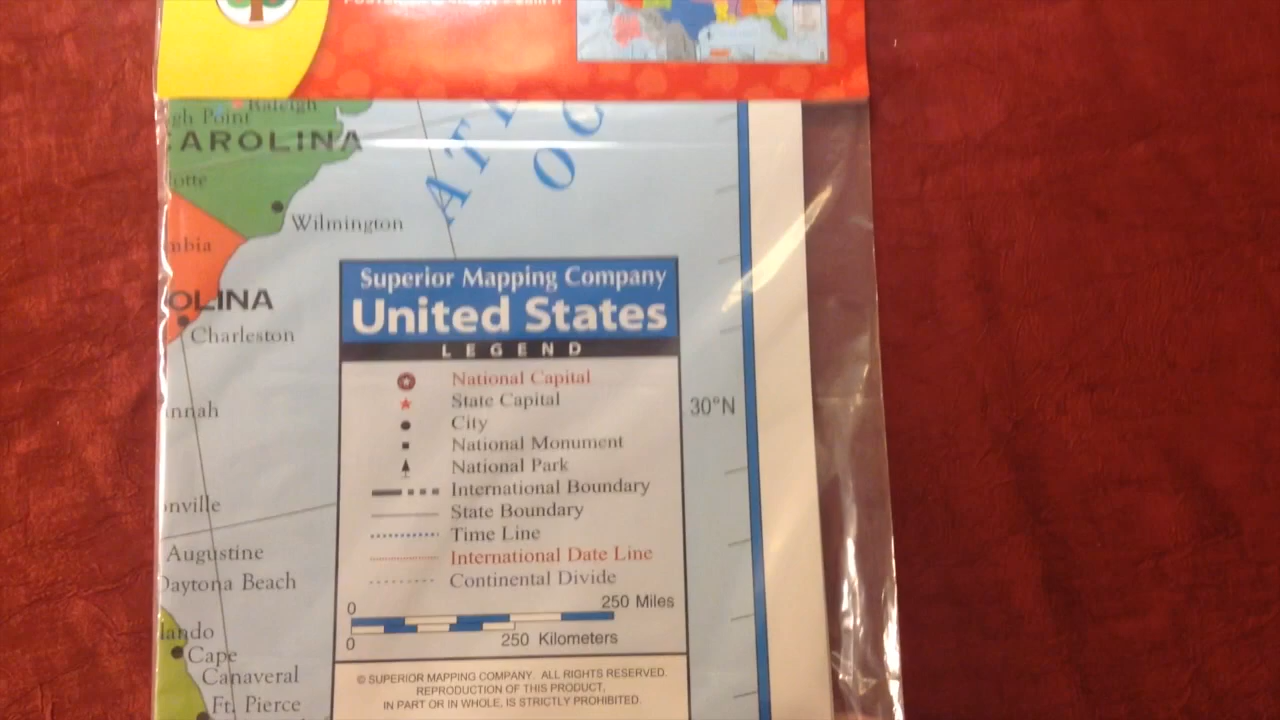 Raleigh
gh Point
CAROLINA
lotte
Wilmington
mbia
OLINA
Charleston
nnah
nville
Augustine
Daytona Beach
lando
Cape
Canaveral
Ft. Pierce
AT
OC
30°N
Superior Mapping Company
United States
LEGEND
National Capital
State Capital
City
National Monument
National Park
International Boundary
State Boundary
Time Line
International Date Line
Continental Divide
0 250 Miles
0 250 Kilometers
© SUPERIOR MAPPING COMPANY. ALL RIGHTS RESERVED.
REPRODUCTION OF THIS PRODUCT,
IN PART OR IN WHOLE, IS STRICTLY PROHIBITED.